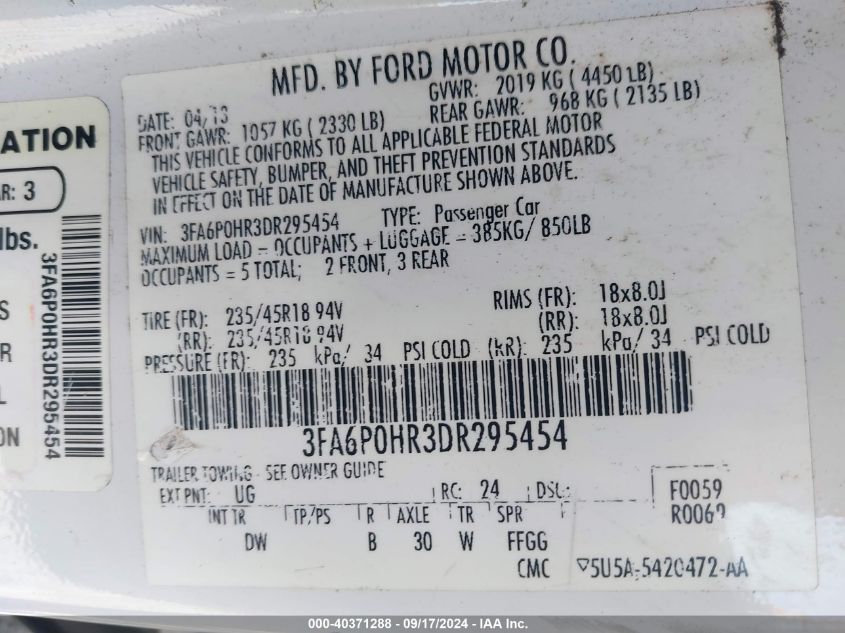 MFD. BY FORD MOTOR CO.
DATE: 04/13
GVWR: 2019 KG ( 4450 LB)
FRONT GAWR: 1057 KG ( 2330 LB)
REAR GAWR: 968 KG ( 2135 LB)
THIS VEHICLE CONFORMS TO ALL APPLICABLE FEDERAL MOTOR
VEHICLE SAFETY, BUMPER, AND THEFT PREVENTION STANDARDS
IN EFFECT ON THE DATE OF MANUFACTURE SHOWN ABOVE.
VIN: 3FA6P0HR3DR295454 TYPE: Passenger Car
MAXIMUM LOAD = OCCUPANTS + LUGGAGE = 385KG/ 850LB
OCCUPANTS = 5 TOTAL; 2 FRONT, 3 REAR
TIRE (FR): 235/45R18 94V RIMS (FR): 18x8.0J
(RR): 235/45R18 94V (RR): 18x8.0J
PRESSURE (FR): 235 kPa/ 34 PSI COLD (RR): 235 kPa/ 34 PSI COLD
3FA6P0HR3DR295454
TRAILER TOWING - SEE OWNER GUIDE
EXT PNT: UG RC: 24 DSO: F0059
INT TR TP/PS R AXLE TR SPR
DW B 30 W FFGG
CMC ▽5U5A-5420472-AA
ATION
AR: 3
lbs.
S
R
L
ON
3FA6P0HR3DR295454
000-40371288 - 09/17/2024 - IAA Inc.